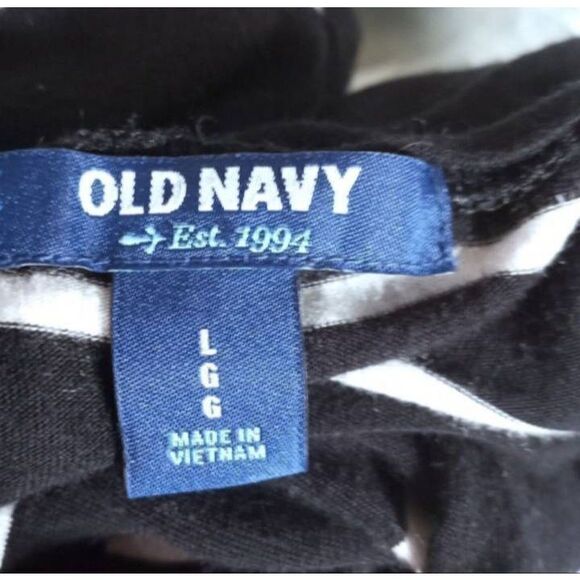 OLD NAVY
Est. 1994
L
G
G
MADE IN
VIETNAM